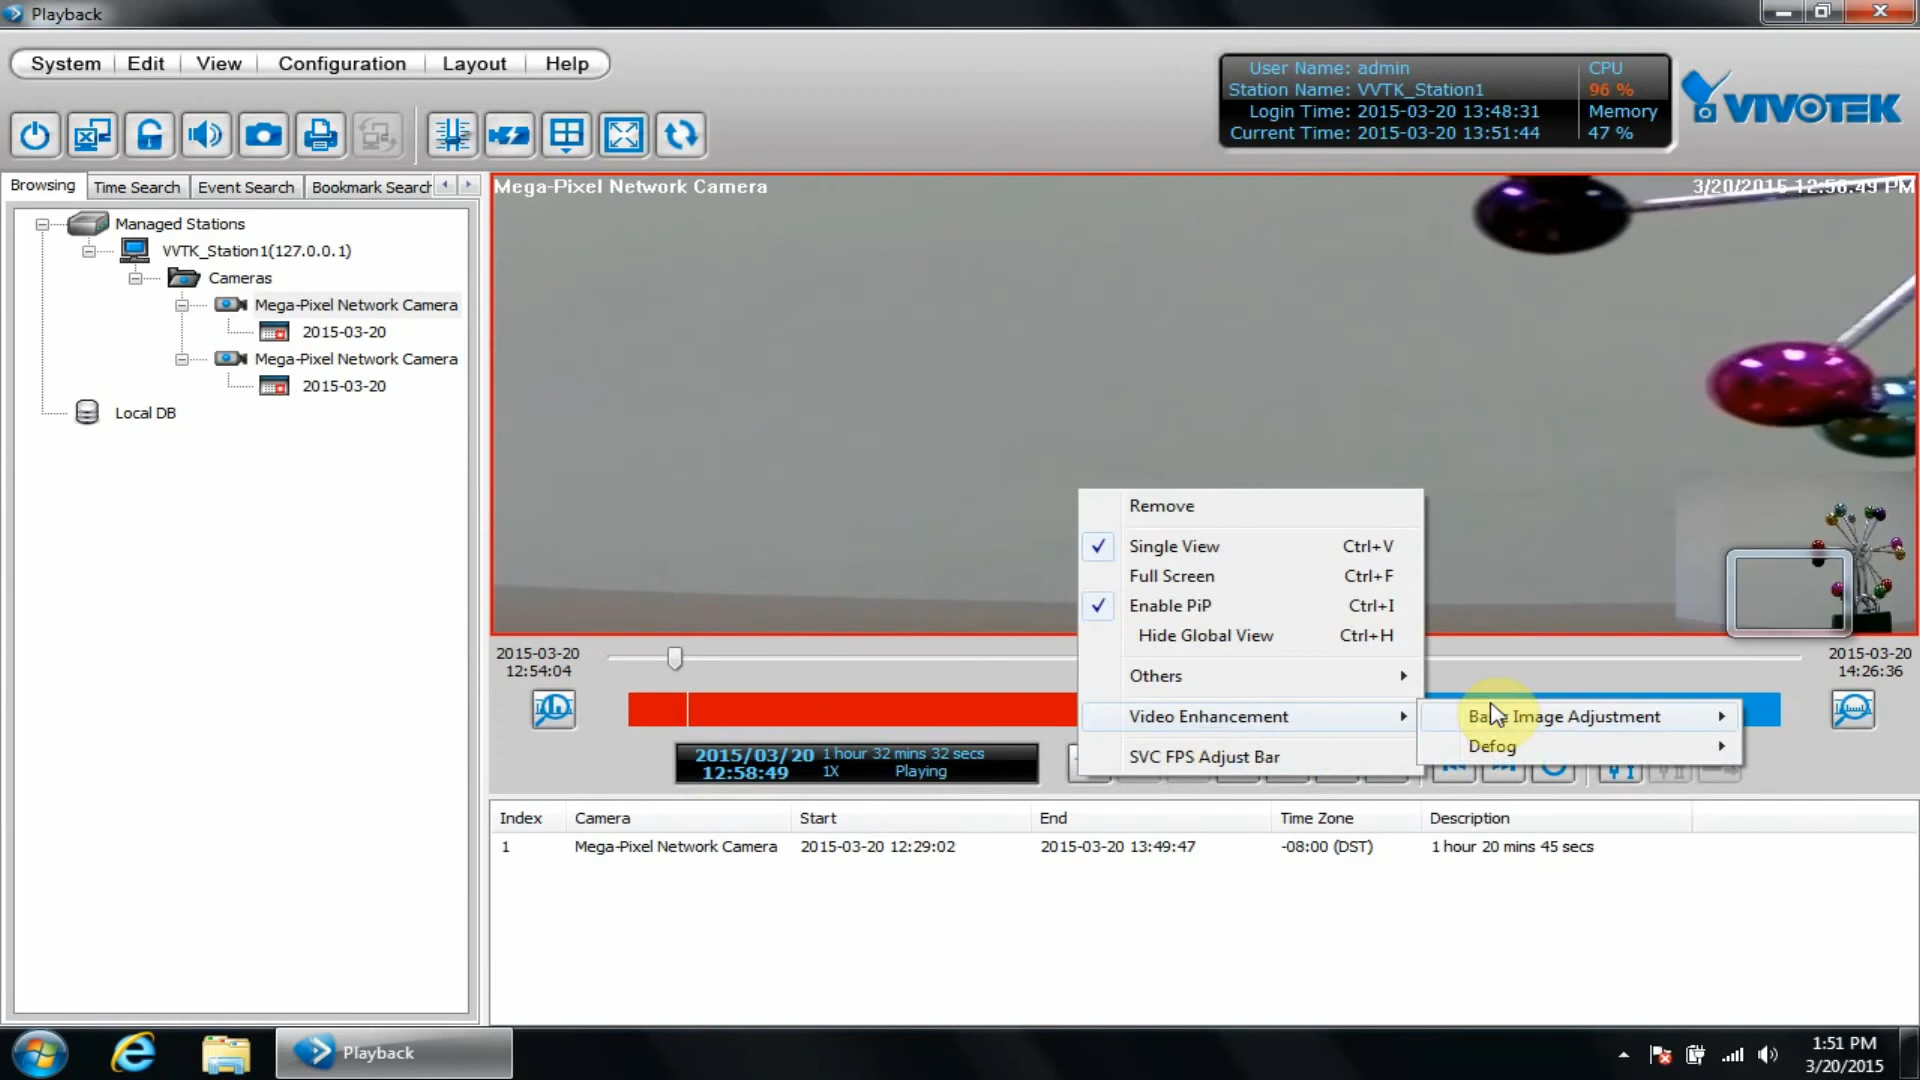 Playback
System Edit View Configuration Layout Help
User Name: admin
Station Name: VVTK_Station1
Login Time: 2015-03-20 13:48:31
Current Time: 2015-03-20 13:51:44
CPU
96 %
Memory
47 %
VIVOTEK
Browsing Time Search Event Search Bookmark Search
Managed Stations
VVTK_Station1(127.0.0.1)
Cameras
Mega-Pixel Network Camera
2015-03-20
Mega-Pixel Network Camera
2015-03-20
Local DB
Mega-Pixel Network Camera
3/20/2015 12:58:49 PM
Remove
Single View Ctrl+V
Full Screen Ctrl+F
Enable PiP Ctrl+I
Hide Global View Ctrl+H
Others
Video Enhancement
SVC FPS Adjust Bar
Image Adjustment
Defog
2015-03-20
12:54:04
2015-03-20
14:26:36
2015/03/20 1 hour 32 mins 32 secs
12:58:49 1X Playing
Index Camera Start End Time Zone Description
1 Mega-Pixel Network Camera 2015-03-20 12:29:02 2015-03-20 13:49:47 -08:00 (DST) 1 hour 20 mins 45 secs
Playback
1:51 PM
3/20/2015